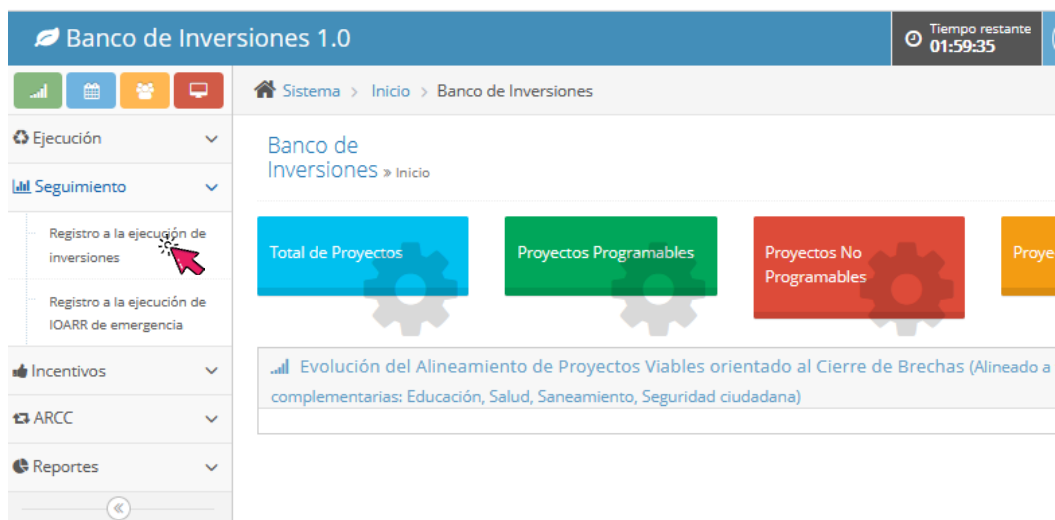 Banco de Inversiones 1.0
Tiempo restante
01:59:35
Sistema > Inicio > Banco de Inversiones
Ejecución
Seguimiento
Registro a la ejecución de
inversiones
Registro a la ejecución de
IOARR de emergencia
Incentivos
ARCC
Reportes
Banco de
Inversiones » Inicio
Total de Proyectos
Proyectos Programables
Proyectos No
Programables
Proye
Evolución del Alineamiento de Proyectos Viables orientado al Cierre de Brechas (Alineado a
complementarias: Educación, Salud, Saneamiento, Seguridad ciudadana)